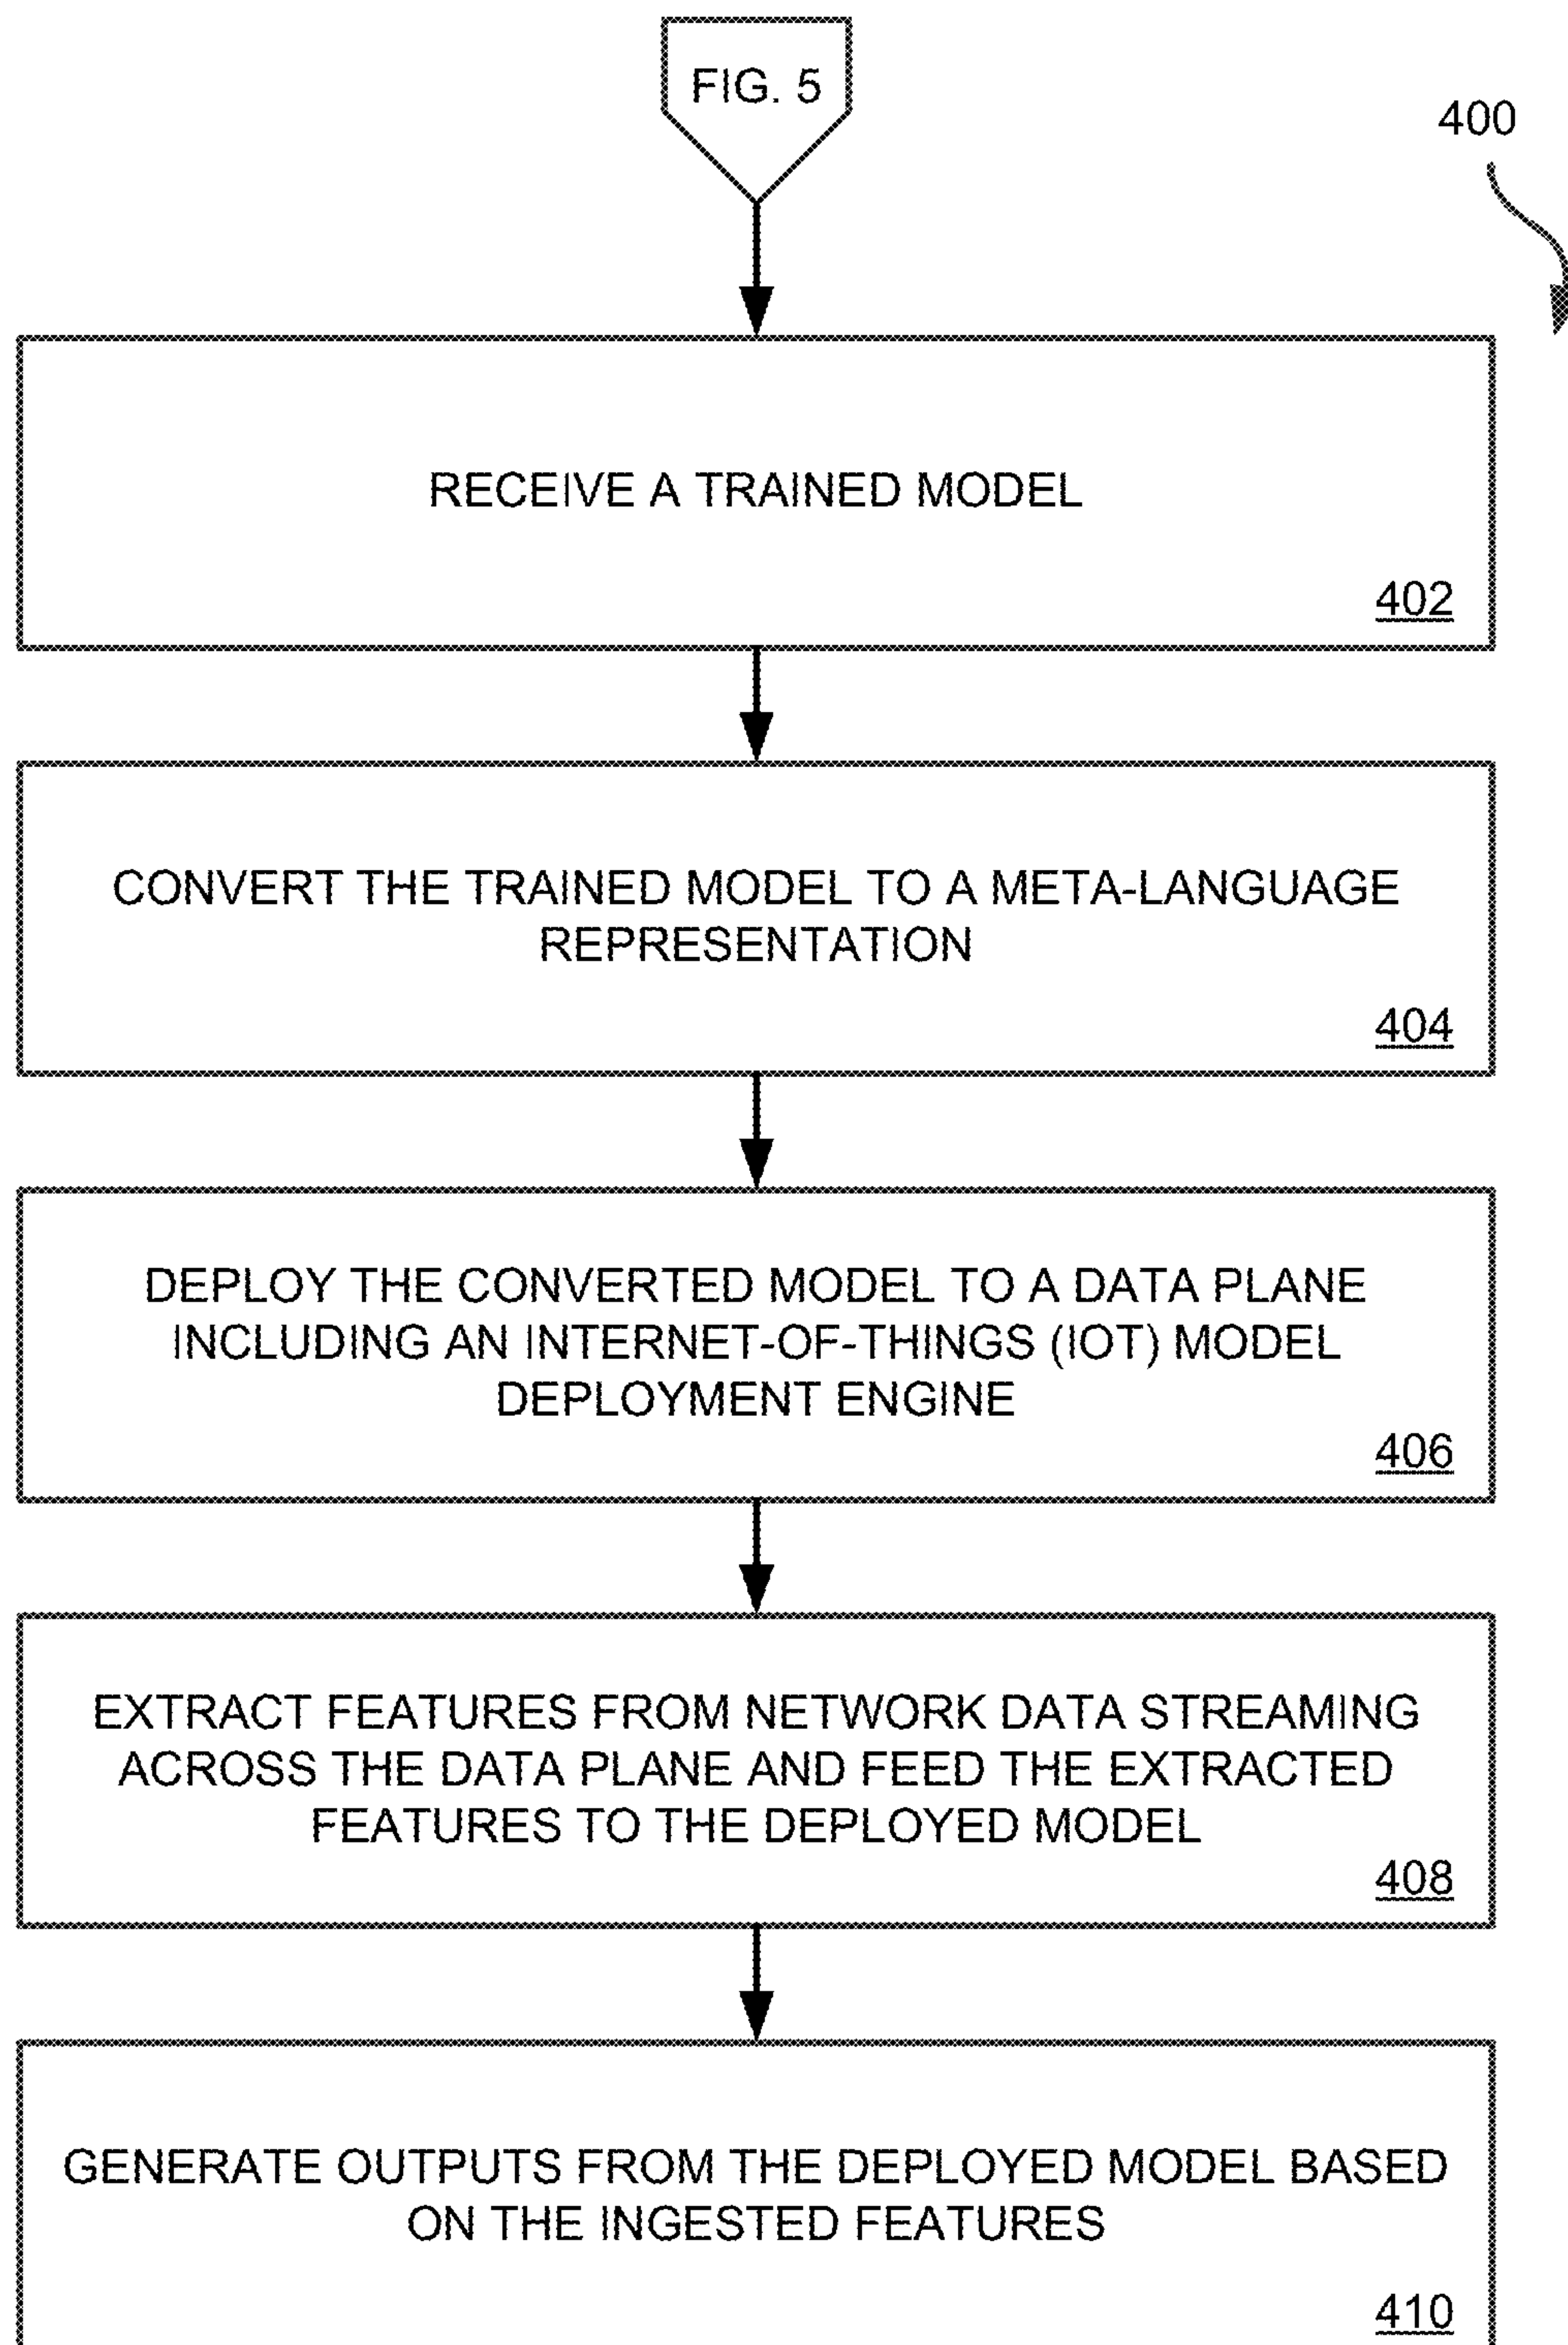 FIG. 5
400
RECEIVE A TRAINED MODEL
402
CONVERT THE TRAINED MODEL TO A META-LANGUAGE
REPRESENTATION
404
DEPLOY THE CONVERTED MODEL TO A DATA PLANE
INCLUDING AN INTERNET-OF-THINGS (IOT) MODEL
DEPLOYMENT ENGINE
406
EXTRACT FEATURES FROM NETWORK DATA STREAMING
ACROSS THE DATA PLANE AND FEED THE EXTRACTED
FEATURES TO THE DEPLOYED MODEL
408
GENERATE OUTPUTS FROM THE DEPLOYED MODEL BASED
ON THE INGESTED FEATURES
410